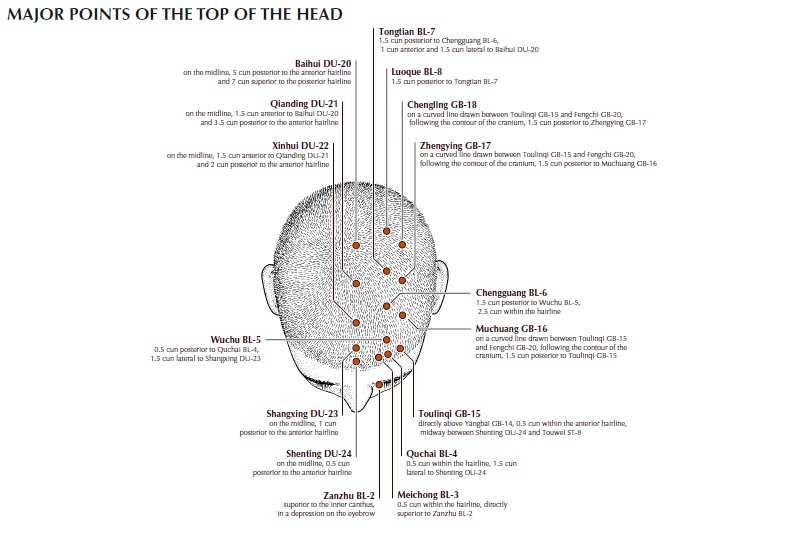 MAJOR POINTS OF THE TOP OF THE HEAD
Tongtian BL-7
1.5 cun posterior to Chengguang BL-6,
1 cun anterior and 1.5 cun lateral to Baihui DU-20
Baihui DU-20
on the midline, 5 cun posterior to the anterior hairline
and 7 cun superior to the posterior hairline
Luoque BL-8
1.5 cun posterior to Tongtian BL-7
Qianding DU-21
on the midline, 1.5 cun anterior to Baihui DU-20
and 3.5 cun posterior to the anterior hairline
Chengling GB-18
on a curved line drawn between Toulinqi GB-15 and Fengchi GB-20,
following the contour of the cranium, 1.5 cun posterior to Zhengying GB-17
Xinhui DU-22
on the midline, 1.5 cun anterior to Qianding DU-21
and 2 cun posterior to the anterior hairline
Zhengying GB-17
on a curved line drawn between Toulinqi GB-15 and Fengchi GB-20,
following the contour of the cranium, 1.5 cun posterior to Muchuang GB-16
Chengguang BL-6
1.5 cun posterior to Wuchu BL-5,
2.5 cun within the hairline
Muchuang GB-16
on a curved line drawn between Toulinqi GB-15
and Fengchi GB-20, following the contour of the
cranium, 1.5 cun posterior to Toulinqi GB-15
Wuchu BL-5
0.5 cun posterior to Quchai BL-4,
1.5 cun lateral to Shangxing DU-23
Shangxing DU-23
on the midline, 1 cun
posterior to the anterior hairline
Toulinqi GB-15
directly above Yangbai GB-14, 0.5 cun within the anterior hairline,
midway between Shenting DU-24 and Touwei ST-8
Shenting DU-24
on the midline, 0.5 cun
posterior to the anterior hairline
Quchai BL-4
0.5 cun within the hairline, 1.5 cun
lateral to Shenting DU-24
Zanzhu BL-2
superior to the inner canthus,
in a depression on the eyebrow
Meichong BL-3
0.5 cun within the hairline, directly
superior to Zanzhu BL-2